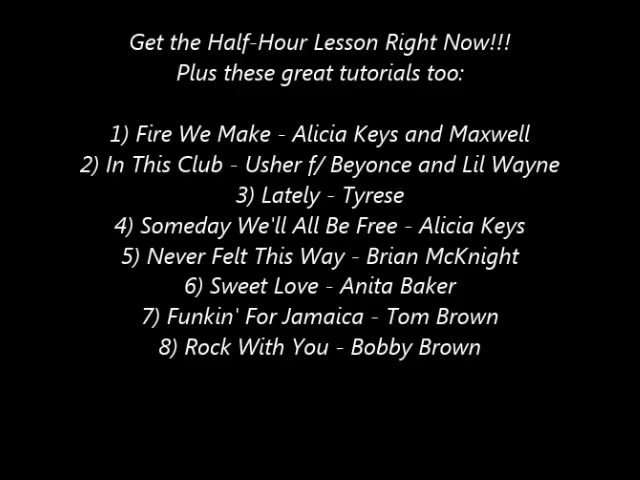 Get the Half-Hour Lesson Right Now!!!
Plus these great tutorials too:
1) Fire We Make - Alicia Keys and Maxwell
2) In This Club - Usher f/ Beyonce and Lil Wayne
3) Lately - Tyrese
4) Someday We'll All Be Free - Alicia Keys
5) Never Felt This Way - Brian McKnight
6) Sweet Love - Anita Baker
7) Funkin' For Jamaica - Tom Brown
8) Rock With You - Bobby Brown